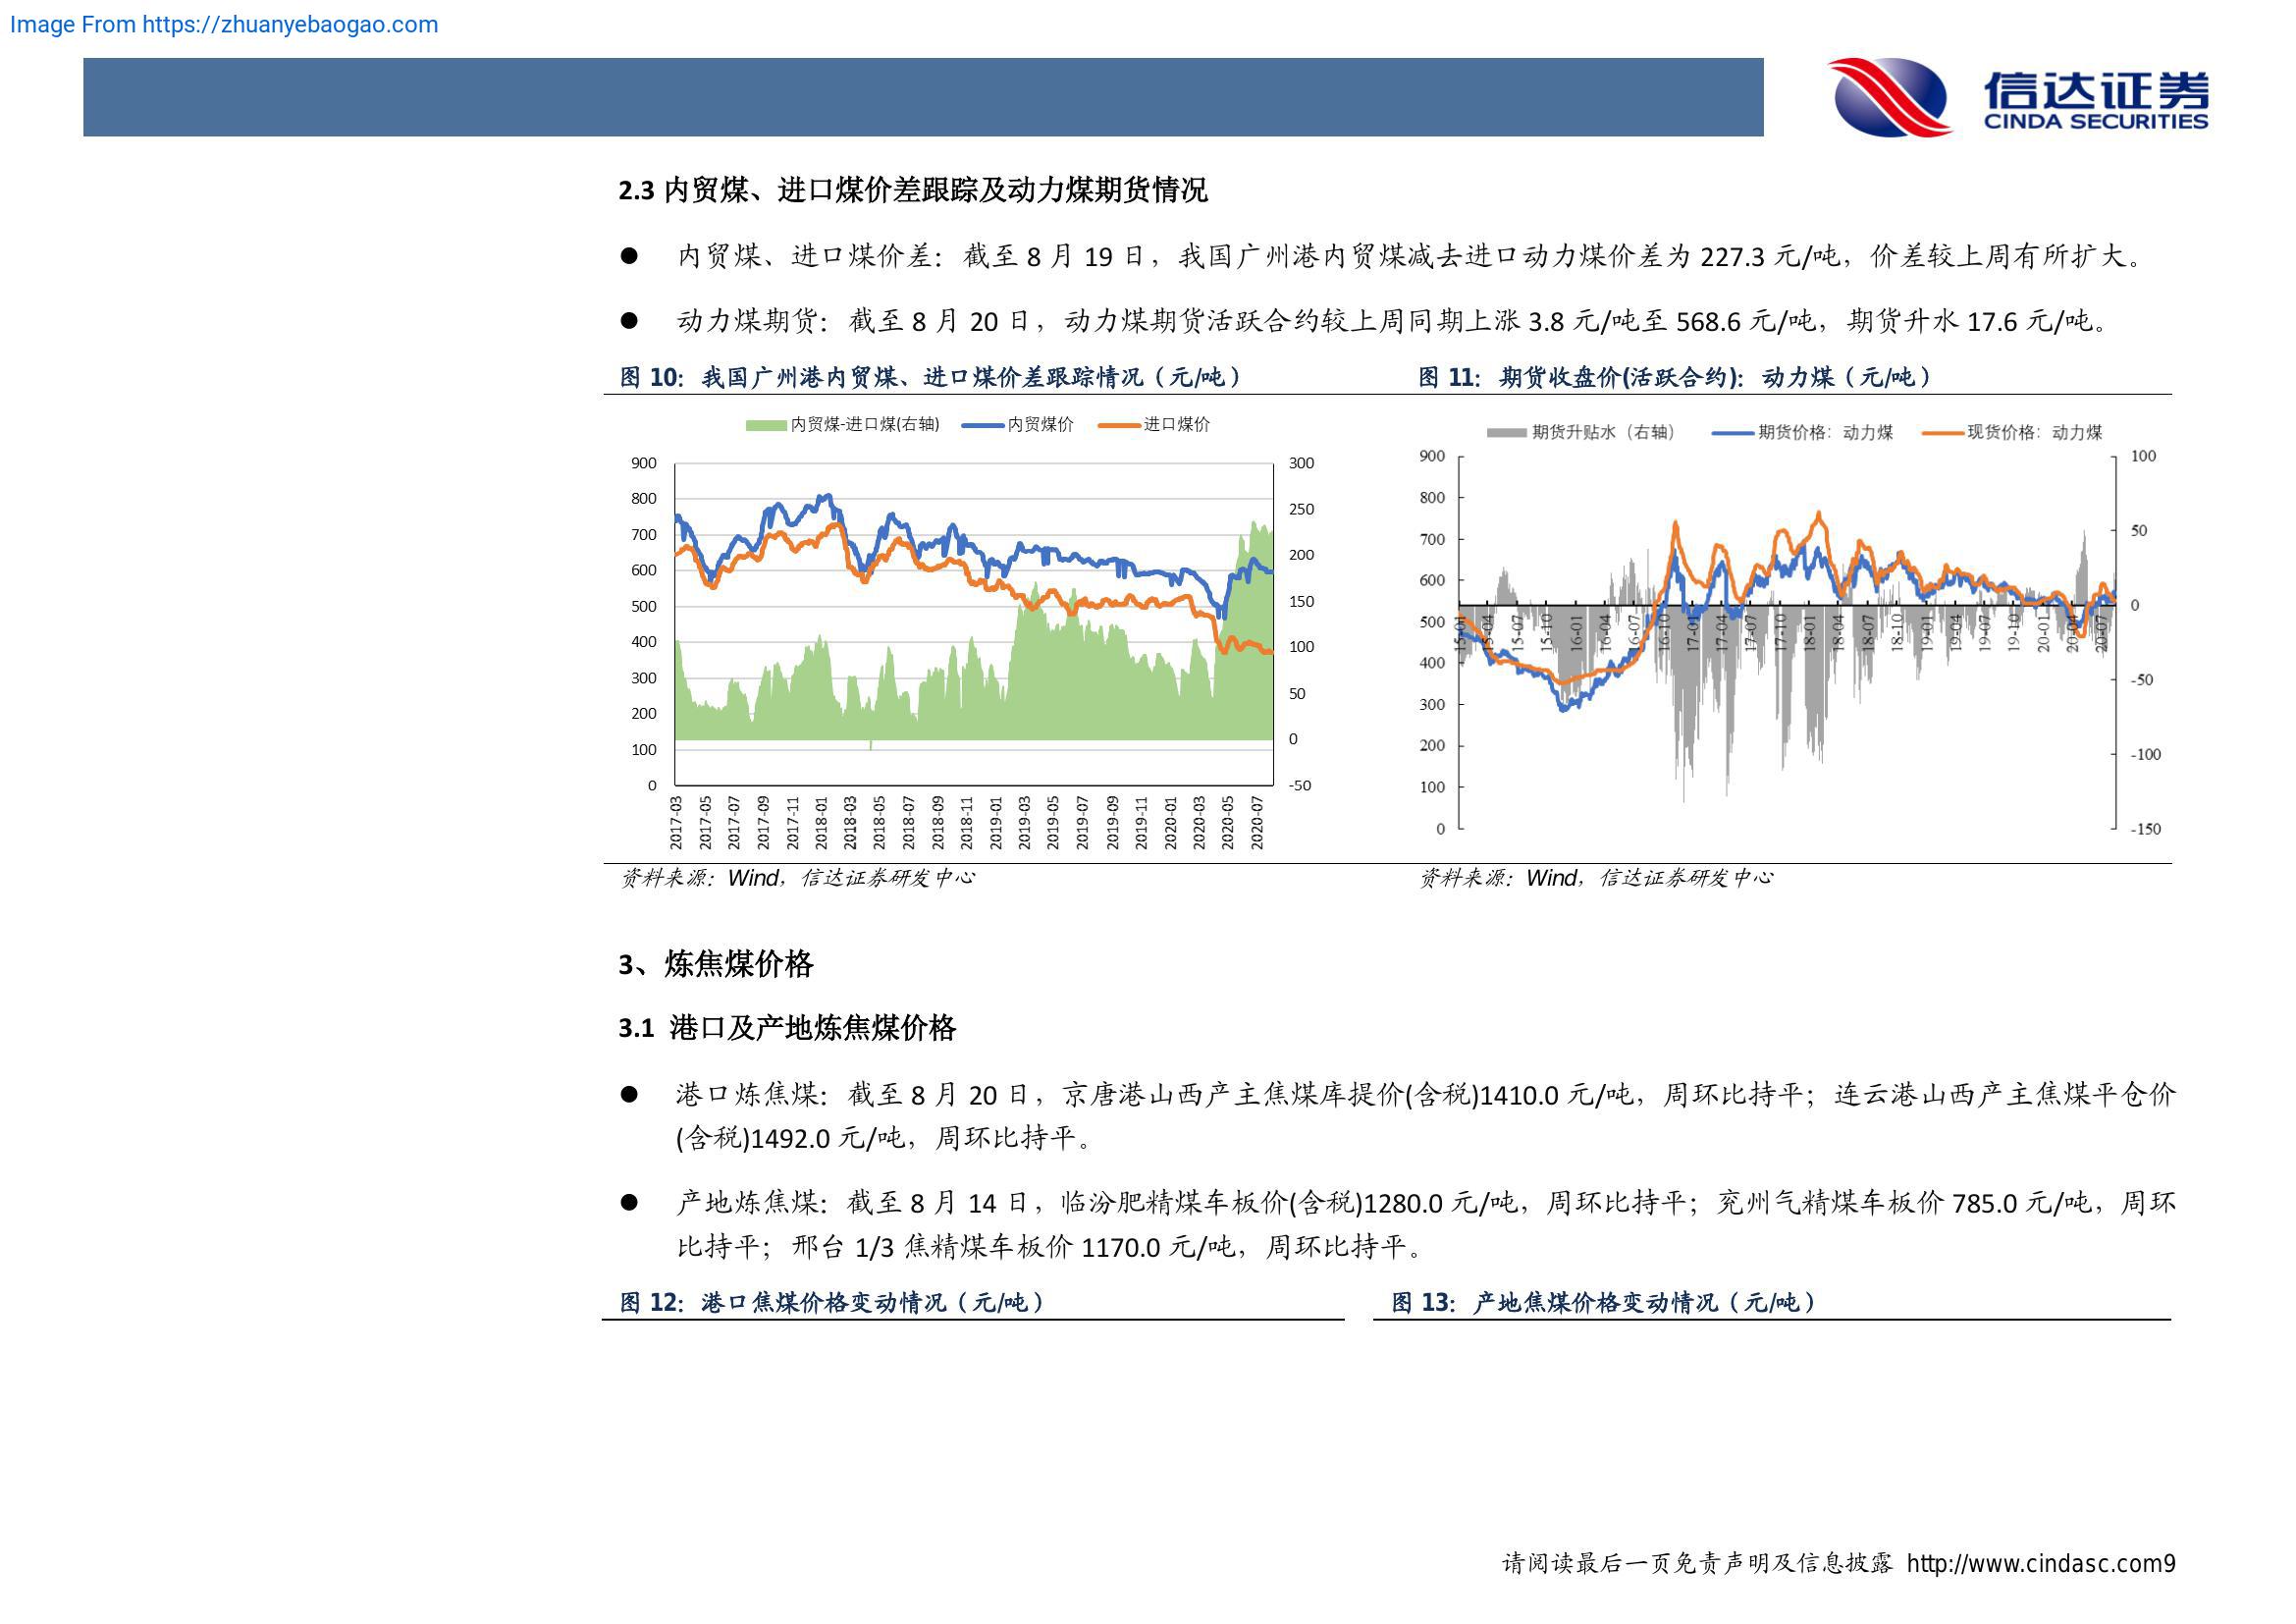 Image From https://zhuanyebaogao.com
信达证券
CINDA SECURITIES
2.3 内贸煤、进口煤价差跟踪及动力煤期货情况
● 内贸煤、进口煤价差：截至 8 月 19 日，我国广州港内贸煤减去进口动力煤价差为 227.3 元/吨，价差较上周有所扩大。
● 动力煤期货：截至 8 月 20 日，动力煤期货活跃合约较上周同期上涨 3.8 元/吨至 568.6 元/吨，期货升水 17.6 元/吨。
图 10：我国广州港内贸煤、进口煤价差跟踪情况（元/吨）
内贸煤-进口煤(右轴) 内贸煤价 进口煤价
900 300
800 250
700 200
600 150
500 100
400 50
300 0
200 -50
100
0
2017-03 2017-05 2017-07 2017-09 2017-11 2018-01 2018-03 2018-05 2018-07 2018-09 2018-11 2019-01 2019-03 2019-05 2019-07 2019-09 2019-11 2020-01 2020-03 2020-05 2020-07
资料来源：Wind，信达证券研发中心
图 11：期货收盘价(活跃合约)：动力煤（元/吨）
期货升贴水（右轴） 期货价格：动力煤 现货价格：动力煤
900 100
800 50
700 0
600 -50
500 -100
400 -150
300
200
100
0
15-01 15-04 15-07 15-10 16-01 16-04 16-07 16-10 17-01 17-04 17-07 17-10 18-01 18-04 18-07 18-10 19-01 19-04 19-07 19-10 20-01 20-04 20-07
资料来源：Wind，信达证券研发中心
3、炼焦煤价格
3.1 港口及产地炼焦煤价格
● 港口炼焦煤：截至 8 月 20 日，京唐港山西产主焦煤库提价(含税)1410.0 元/吨，周环比持平；连云港山西产主焦煤平仓价
(含税)1492.0 元/吨，周环比持平。
● 产地炼焦煤：截至 8 月 14 日，临汾肥精煤车板价(含税)1280.0 元/吨，周环比持平；兖州气精煤车板价 785.0 元/吨，周环
比持平；邢台 1/3 焦精煤车板价 1170.0 元/吨，周环比持平。
图 12：港口焦煤价格变动情况（元/吨）
图 13：产地焦煤价格变动情况（元/吨）
请阅读最后一页免责声明及信息披露 http://www.cindasc.com9